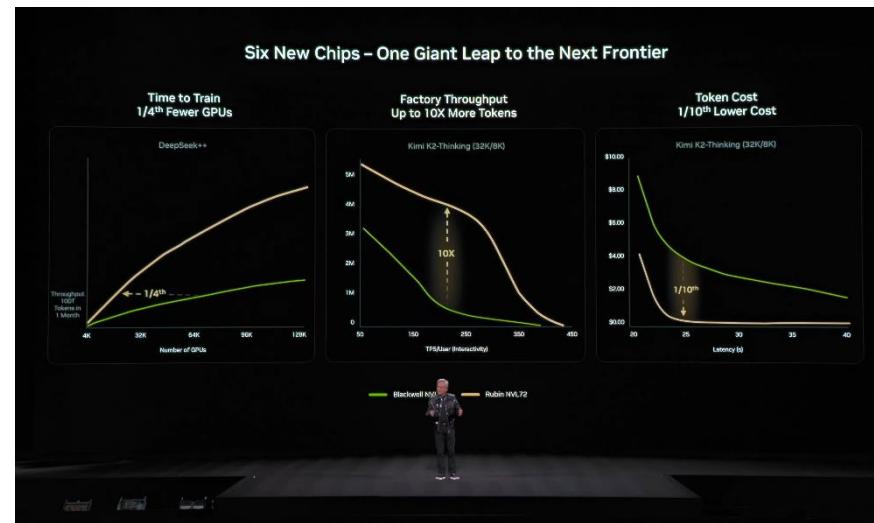 Six New Chips – One Giant Leap to the Next Frontier
Time to Train
1/4th Fewer GPUs
DeepSeek++
Throughput
100T
Tokens in
1 Month
1/4th
4K 32K 64K 96K 128K
Number of GPUs
Factory Throughput
Up to 10X More Tokens
Kimi K2-Thinking (32K/8K)
5M
4M
3M
2M
1M
0
10X
50 150 250 350 450
TPS/User (Interactivity)
Token Cost
1/10th Lower Cost
Kimi K2-Thinking (32K/8K)
$10.00
$8.00
$6.00
$4.00
$2.00
$0.00
1/10th
20 25 30 35 40
Latency (s)
Blackwell NVL
Rubin NVL72